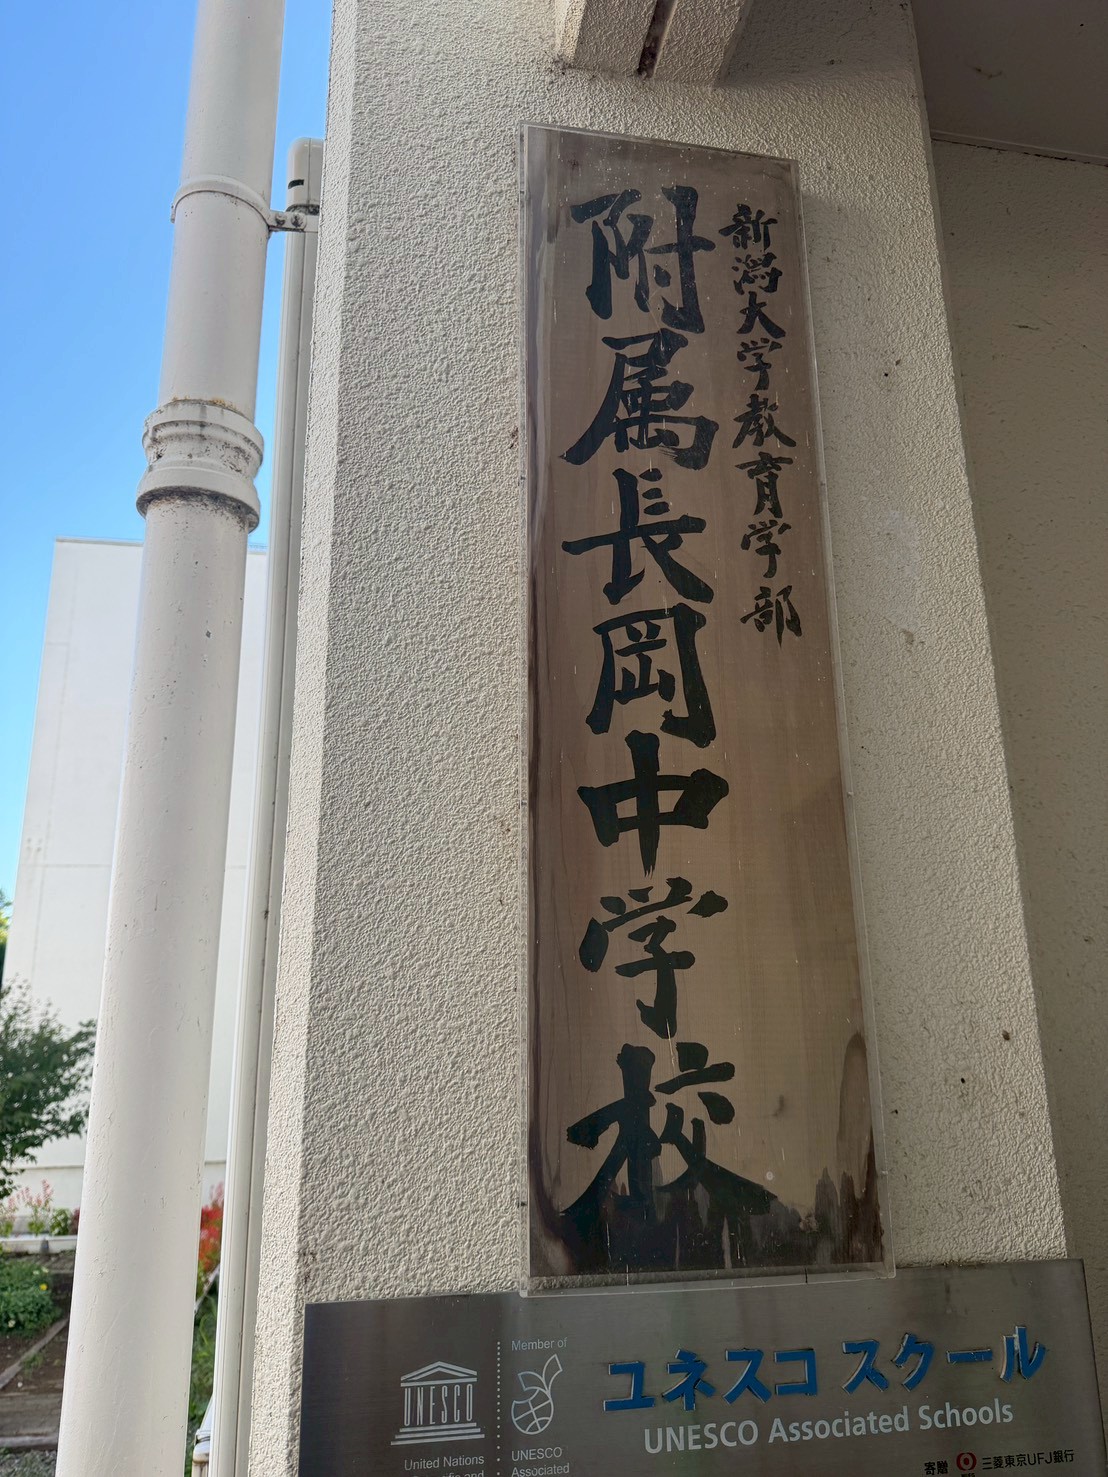 新潟大学教育学部
附属長岡中学校
UNESCO
United Nations
Member of
UNESCO
Associated
ユネスコ スクール
UNESCO Associated Schools
寄贈 三菱東京UFJ銀行